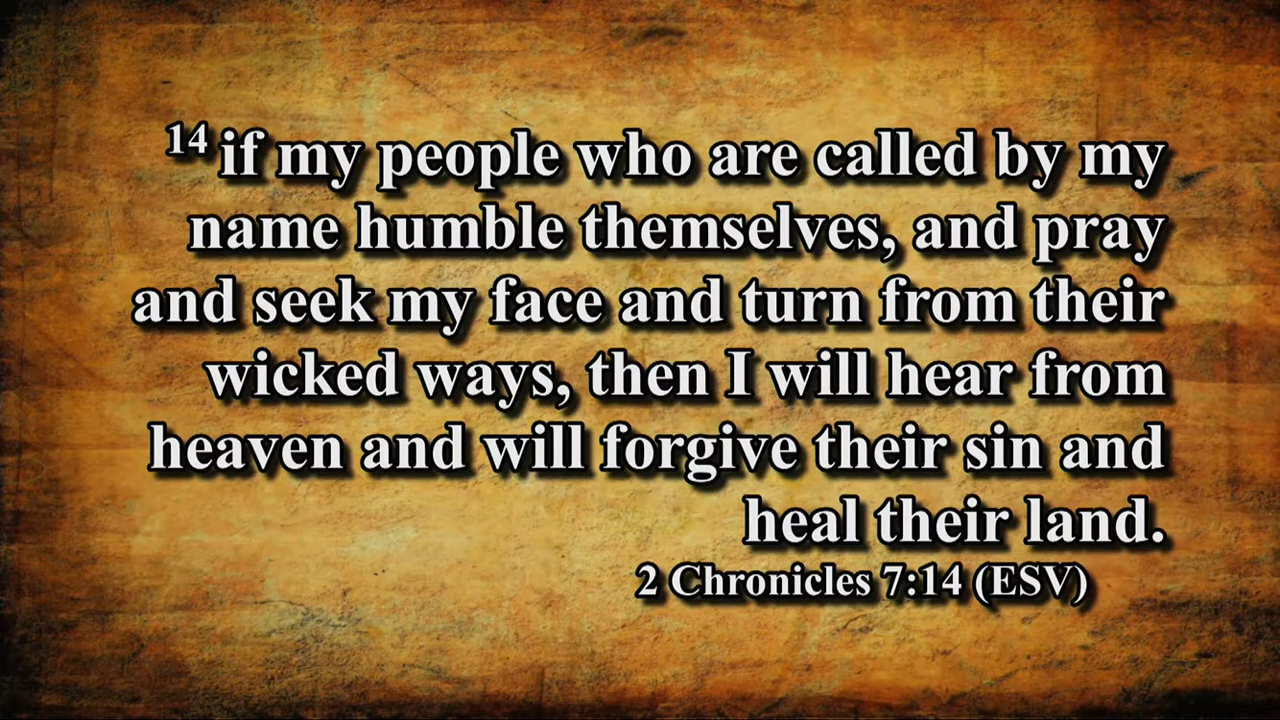 14 if my people who are called by my
name humble themselves, and pray
and seek my face and turn from their
wicked ways, then I will hear from
heaven and will forgive their sin and
heal their land.
2 Chronicles 7:14 (ESV)